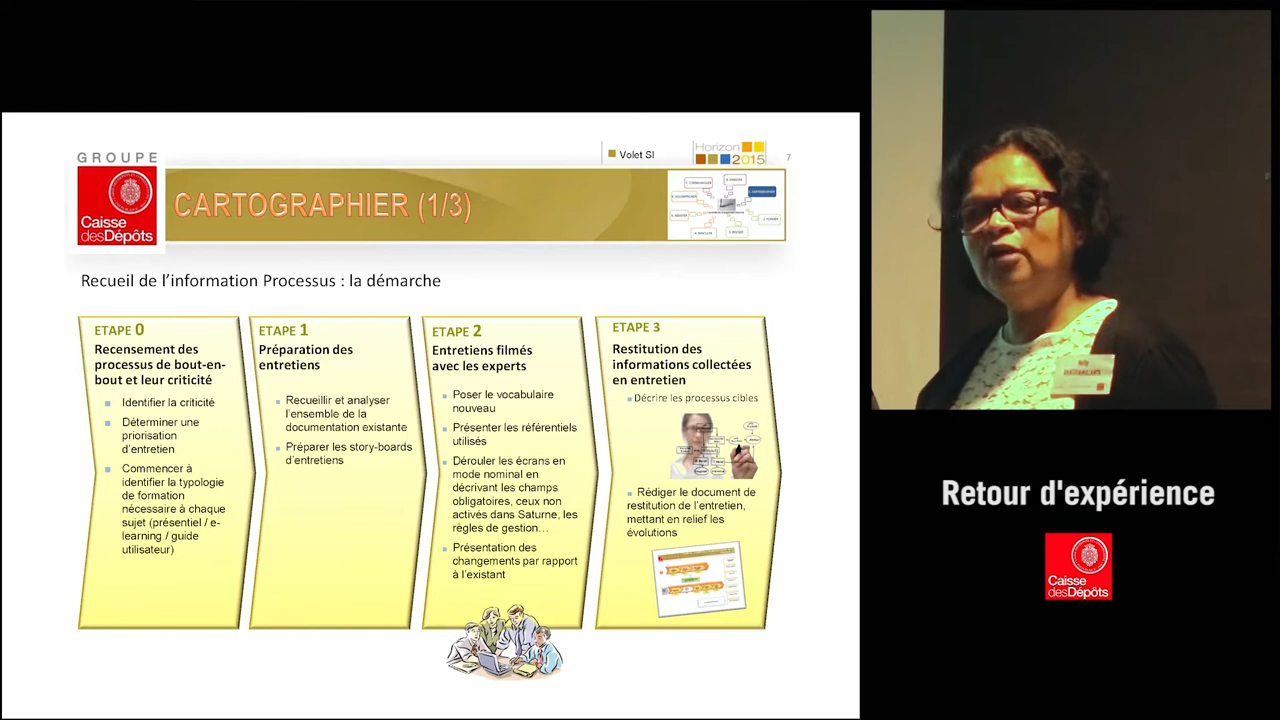 GROUPE
Caisse
desDépôts
Volet SI
Horizon
2015
7
CARTOGRAPHIER (1/3)
Recueil de l’information Processus : la démarche
ETAPE 0
Recensement des
processus de bout-en-
bout et leur criticité
Identifier la criticité
Déterminer une
priorisation
d’entretien
Commencer à
identifier la typologie
de formation
nécessaire à chaque
sujet (présentiel / e-
learning / guide
utilisateur)
ETAPE 1
Préparation des
entretiens
Recueillir et analyser
l’ensemble de la
documentation existante
Préparer les story-boards
d’entretiens
ETAPE 2
Entretiens filmés
avec les experts
Poser le vocabulaire
nouveau
Présenter les référentiels
utilisés
Dérouler les écrans en
mode nominal en
décrivant les champs
obligatoires, ceux non
activés dans Saturne, les
règles de gestion…
Présentation des
changements par rapport
à l’existant
ETAPE 3
Restitution des
informations collectées
en entretien
Décrire les processus cibles
Rédiger le document de
restitution de l’entretien,
mettant en relief les
évolutions
Retour d'expérience
Caisse
desDépôts